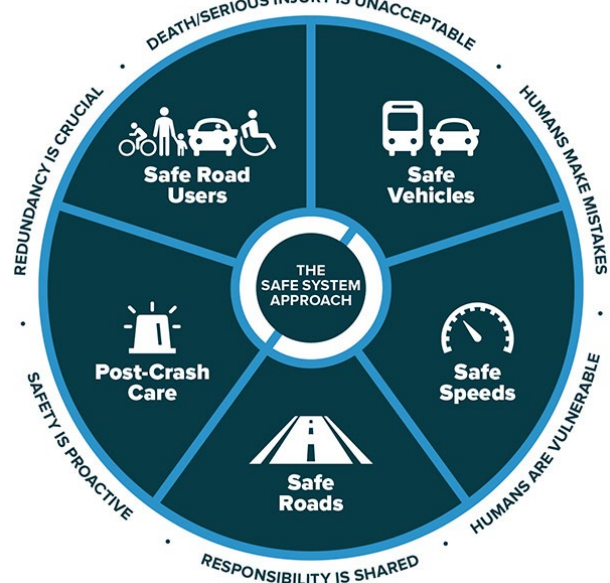 DEATH/SERIOUS INJURY IS UNACCEPTABLE
HUMANS MAKE MISTAKES
HUMANS ARE VULNERABLE
RESPONSIBILITY IS SHARED
SAFETY IS PROACTIVE
REDUNDANCY IS CRUCIAL
Safe Road
Users
Safe
Vehicles
THE
SAFE SYSTEM
APPROACH
Post-Crash
Care
Safe
Speeds
Safe
Roads